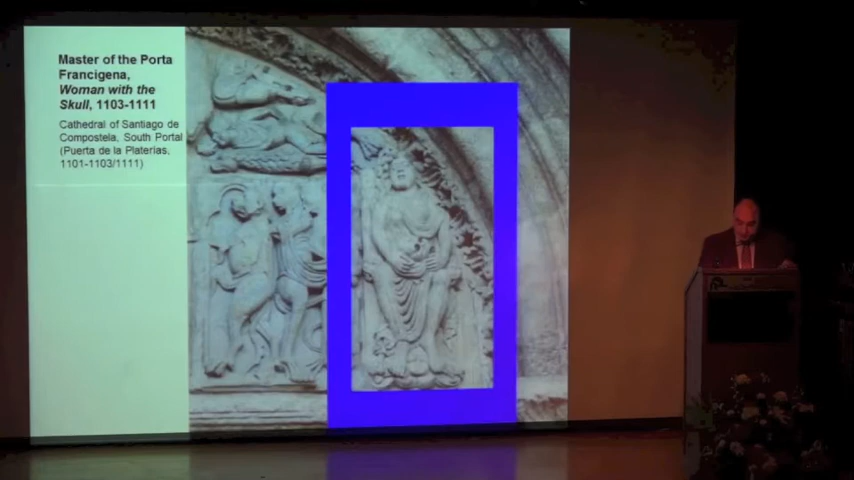 Master of the Porta
Francigena,
Woman with the
Skull, 1103-1111
Cathedral of Santiago de
Compostela, South Portal
(Puerta de la Platerías,
1101-1103/1111)